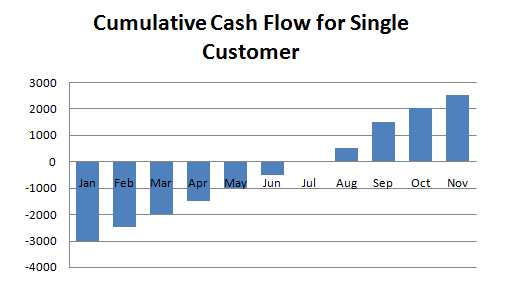 Cumulative Cash Flow for Single
Customer
3000
2000
1000
0
-1000
-2000
-3000
-4000
Jan Feb Mar Apr May Jun Jul Aug Sep Oct Nov